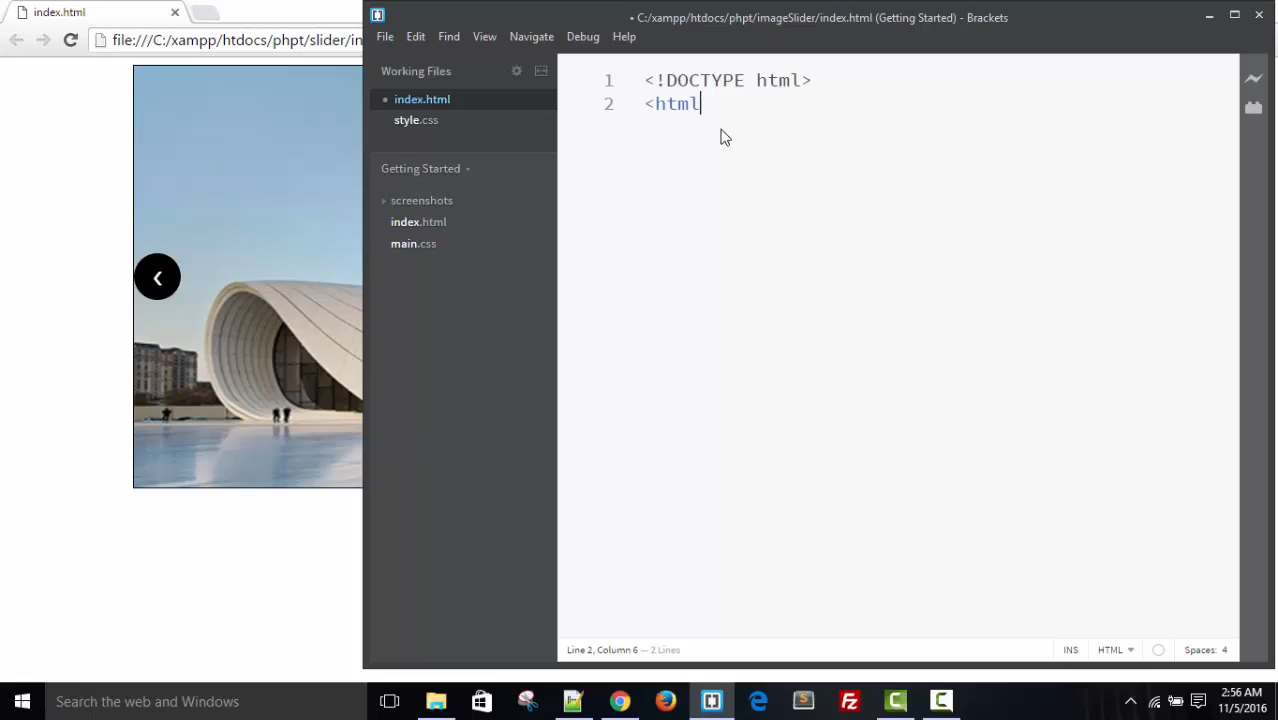 index.html
file:///C:/xampp/htdocs/phpt/slider/in
‹
• C:/xampp/htdocs/phpt/imageSlider/index.html (Getting Started) - Brackets
File Edit Find View Navigate Debug Help
Working Files
index.html
style.css
Getting Started
screenshots
index.html
main.css
1 <!DOCTYPE html>
2 <html
Line 2, Column 6 — 2 Lines
INS HTML Spaces: 4
Search the web and Windows
2:56 AM
11/5/2016